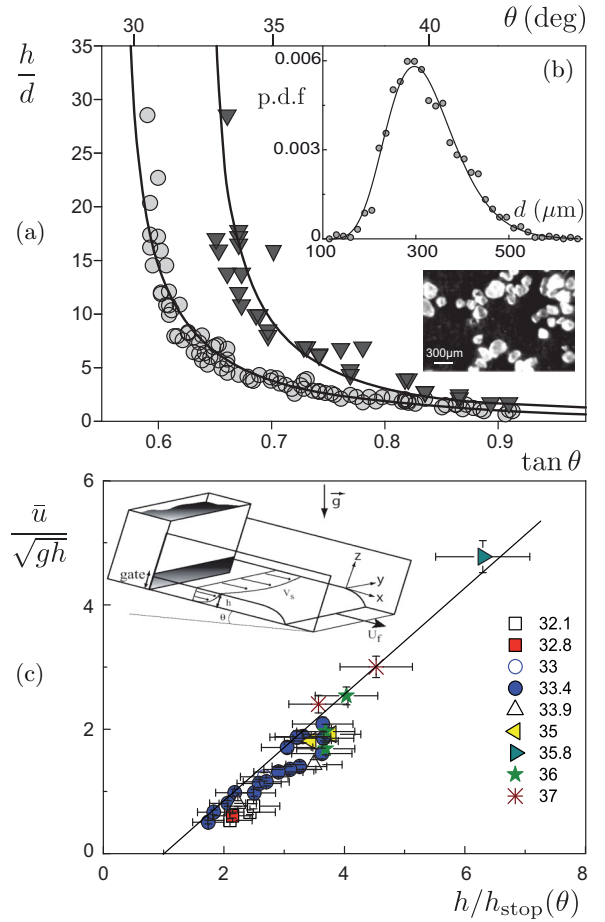 30 35 40 θ (deg)
h/d
35
30
25
20
15
10
5
0
(a)
0.6 0.7 0.8 0.9
tan θ
(b)
0.006
p.d.f
0.003
0
d (μm)
100 300 500
300μm
6
4
2
0
ū/√gh
(c)
g
gate
h
θ
V_s
z
y
x
U_f
32.1
32.8
33
33.4
33.9
35
35.8
36
37
0 2 4 6 8
h/h_stop(θ)